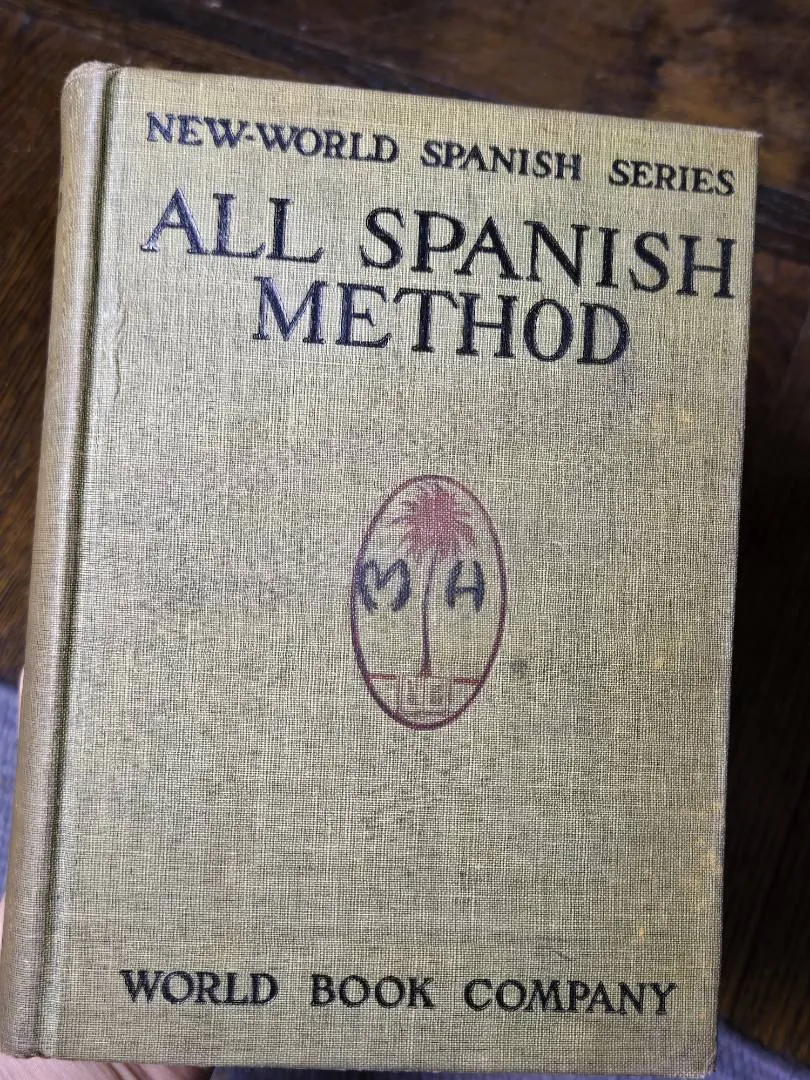 NEW-WORLD SPANISH SERIES
ALL SPANISH
METHOD
M H
WORLD BOOK COMPANY